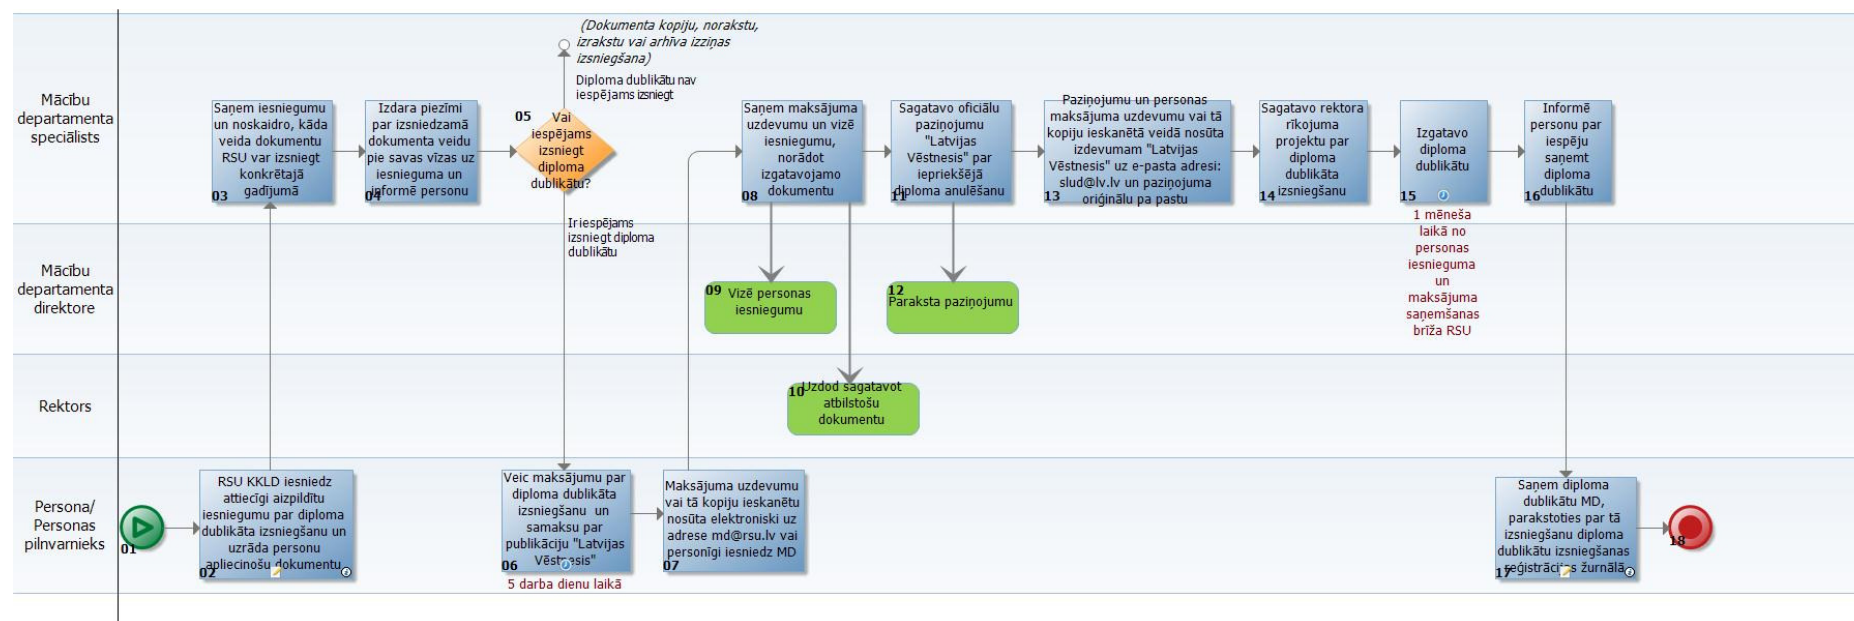 (Dokumenta kopiju, norakstu,
izrakstu vai arhīva izziņas
izsniegšana)
Diploma dublikātu nav
iespējams izsniegt
Mācību
departamenta
speciālists
Saņem iesniegumu
un noskaidro, kāda
veida dokumentu
RSU var izsniegt
konkrētajā
gadījumā
03
Izdara piezīmi
par izsniedzamā
dokumenta veidu
pie savas vīzas uz
iesnieguma un
informē personu
04
05
Vai
iespējams
izsniegt
diploma
dublikātu?
Ir iespējams
izsniegt diploma
dublikātu
Saņem maksājuma
uzdevumu un vizē
iesniegumu,
norādot
izgatavojamo
dokumentu
08
Sagatavo oficiālu
paziņojumu
"Latvijas
Vēstnesis" par
iepriekšējā
diploma anulēšanu
11
Paziņojumu un personas
maksājuma uzdevumu vai tā
kopiju ieskanētā veidā nosūta
izdevumam "Latvijas
Vēstnesis" uz e-pasta adresi:
slud@lv.lv un paziņojuma
oriģinālu pa pastu
13
Sagatavo rektora
rīkojuma
projektu par
diploma
dublikāta
izsniegšanu
14
Izgatavo
diploma
dublikātu
15
1 mēneša
laikā no
personas
iesnieguma
un
maksājuma
saņemšanas
brīža RSU
Informē
personu par
iespēju
saņemt
diploma
dublikātu
16
Mācību
departamenta
direktore
09
Vizē personas
iesniegumu
12
Paraksta paziņojumu
Rektors
10
Uzdod sagatavot
atbilstošu
dokumentu
Persona/
Personas
pilnvarnieks
01
RSU KKLD iesniedz
attiecīgi aizpildītu
iesniegumu par diploma
dublikāta izsniegšanu un
uzrāda personu
apliecinošu dokumentu
02
Veic maksājumu par
diploma dublikāta
izsniegšanu un
samaksu par
publikāciju "Latvijas
Vēstnesis"
06
5 darba dienu laikā
Maksājuma uzdevumu
vai tā kopiju ieskanētu
nosūta elektroniski uz
adrese md@rsu.lv vai
personīgi iesniedz MD
07
Saņem diploma
dublikātu MD,
parakstoties par tā
izsniegšanu diploma
dublikātu izsniegšanas
reģistrācijas žurnālā
17
18